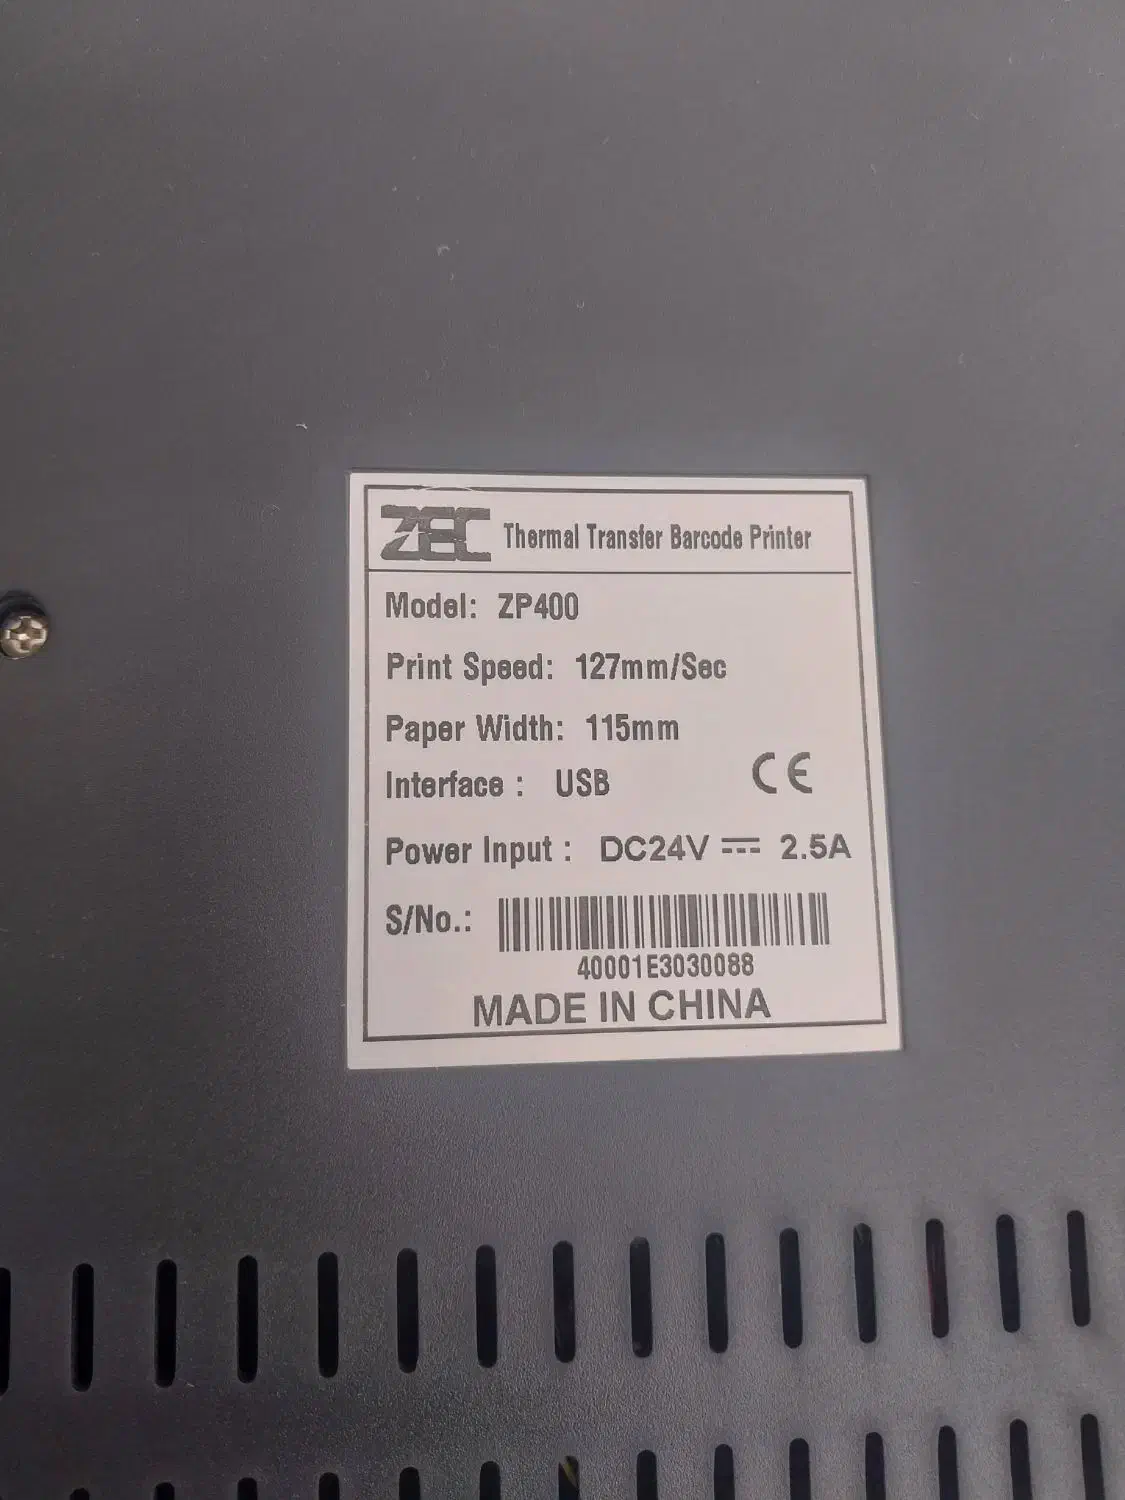 ZEC Thermal Transfer Barcode Printer
Model: ZP400
Print Speed: 127mm/Sec
Paper Width: 115mm
Interface : USB
CE
Power Input : DC24V ⎓ 2.5A
S/No.:
40001E3030088
MADE IN CHINA